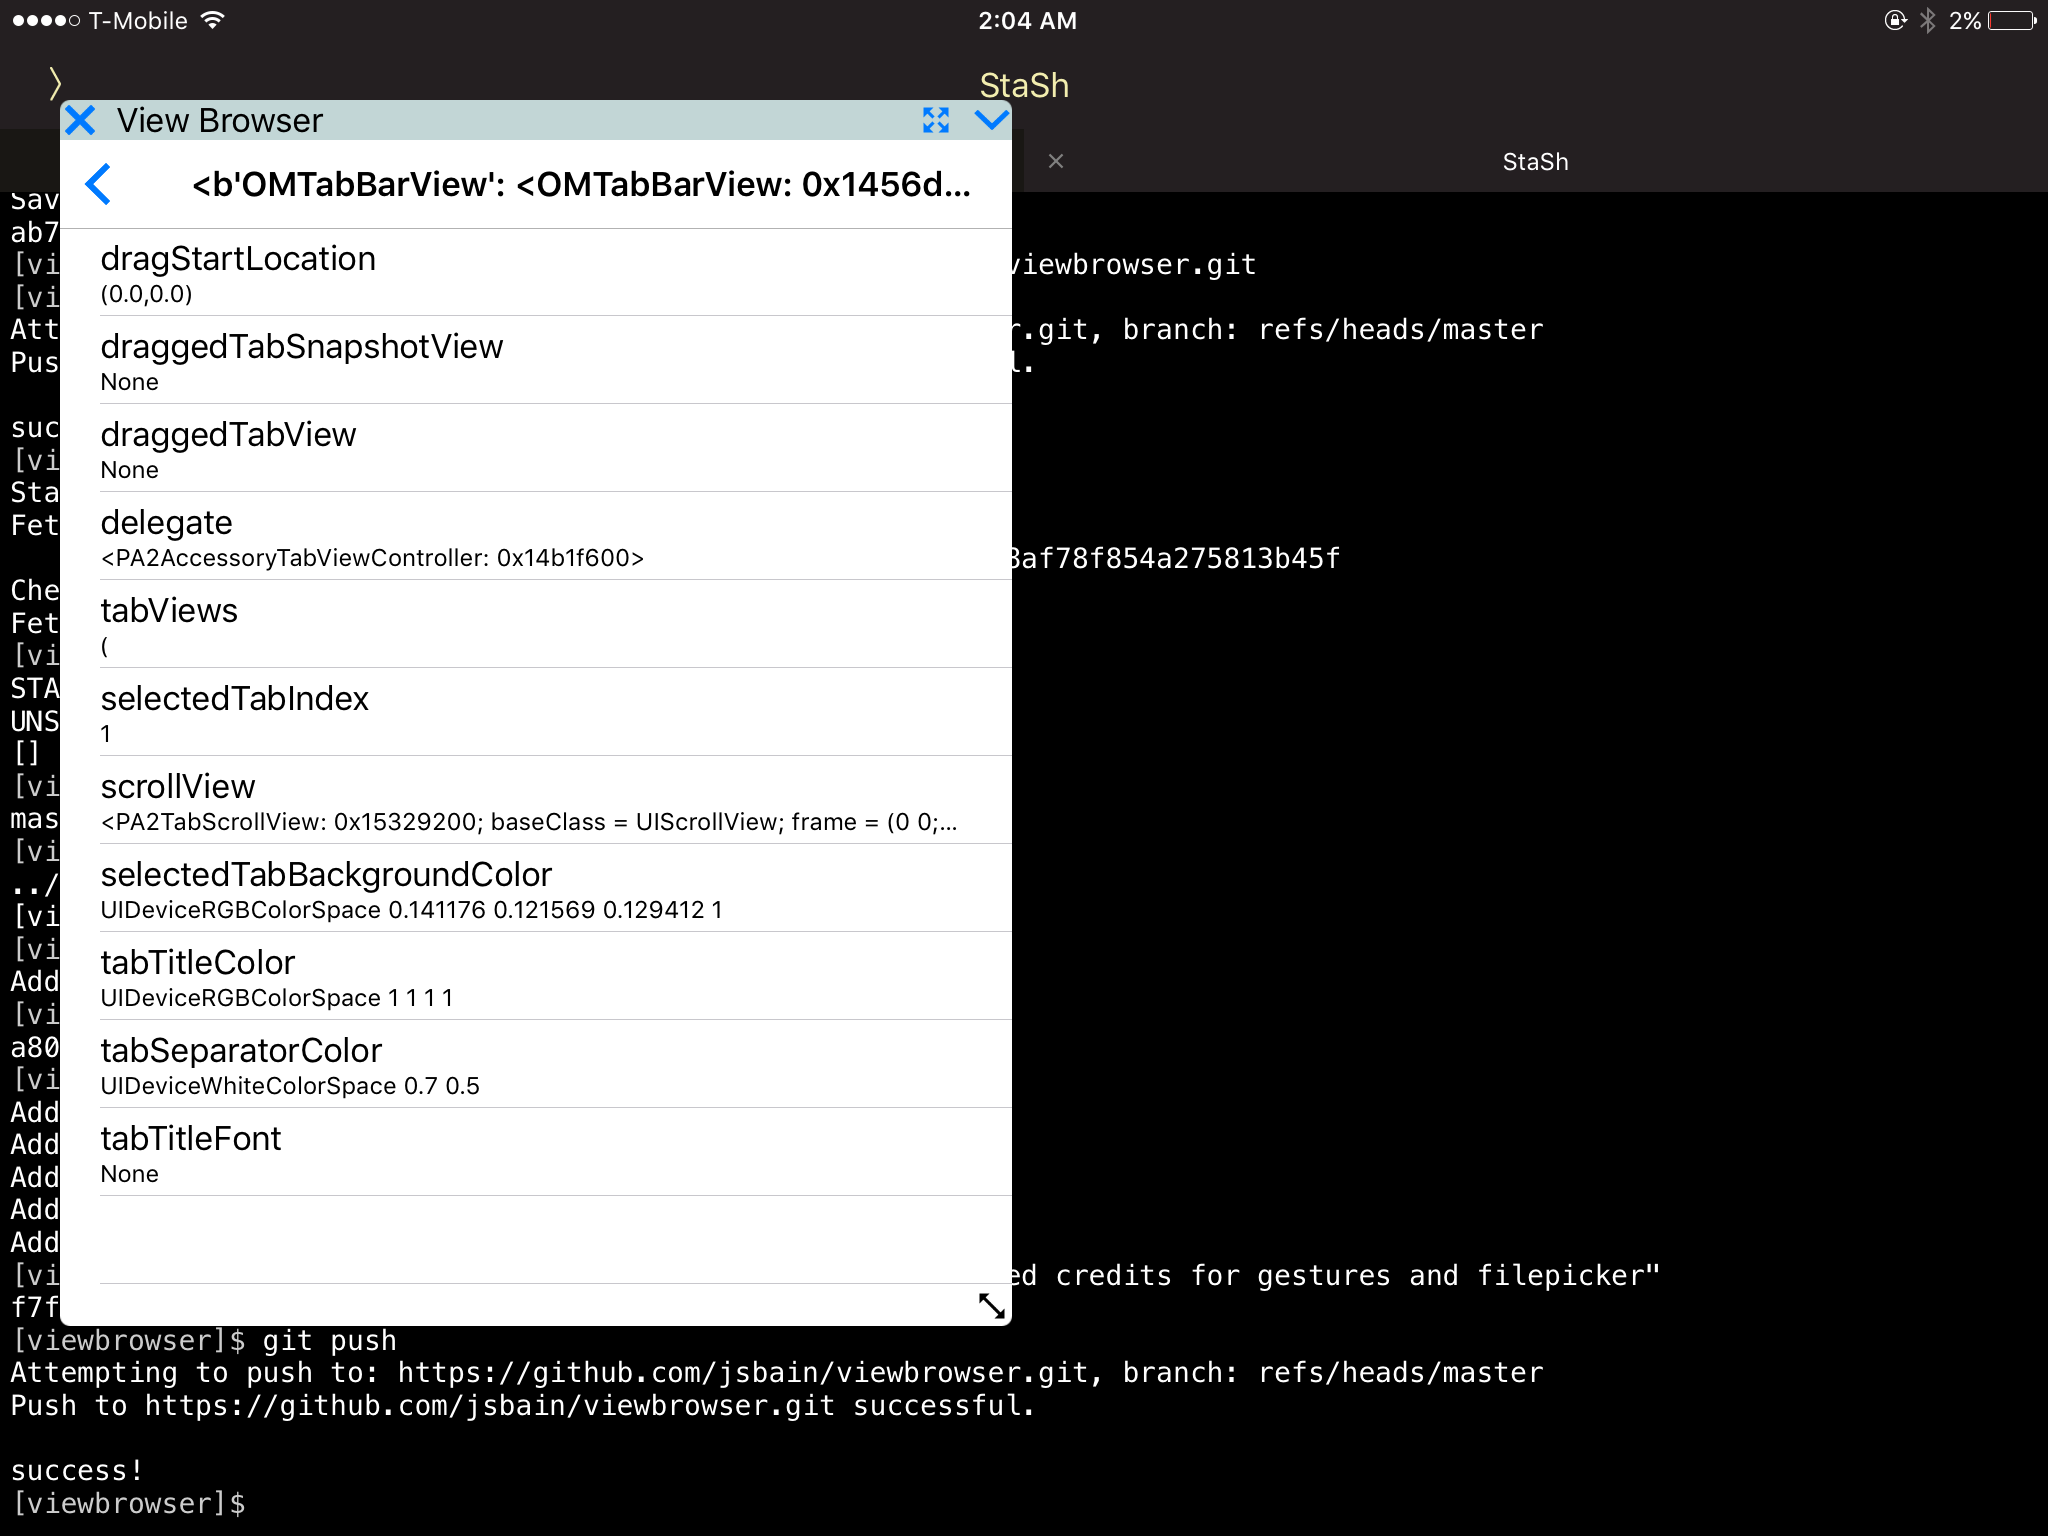 T-Mobile 2:04 AM 2%
StaSh
View Browser
× StaSh
<b'OMTabBarView': <OMTabBarView: 0x1456d...
dragStartLocation
(0.0,0.0)
draggedTabSnapshotView
None
draggedTabView
None
delegate
<PA2AccessoryTabViewController: 0x14b1f600>
tabViews
(
selectedTabIndex
1
scrollView
<PA2TabScrollView: 0x15329200; baseClass = UIScrollView; frame = (0 0;...
selectedTabBackgroundColor
UIDeviceRGBColorSpace 0.141176 0.121569 0.129412 1
tabTitleColor
UIDeviceRGBColorSpace 1 1 1 1
tabSeparatorColor
UIDeviceWhiteColorSpace 0.7 0.5
tabTitleFont
None
Sav
ab7
[vi viewbrowser.git
[vi
Att r.git, branch: refs/heads/master
Pus l.
suc
[vi
Sta
Fet 8af78f854a275813b45f
Che
Fet
[vi
STA
UNS
[]
[vi
mas
[vi
../
[vi
[vi
Add
[vi
a80
[vi
Add
Add
Add
Add
Add
[vi ed credits for gestures and filepicker"
f7f
[viewbrowser]$ git push
Attempting to push to: https://github.com/jsbain/viewbrowser.git, branch: refs/heads/master
Push to https://github.com/jsbain/viewbrowser.git successful.
success!
[viewbrowser]$